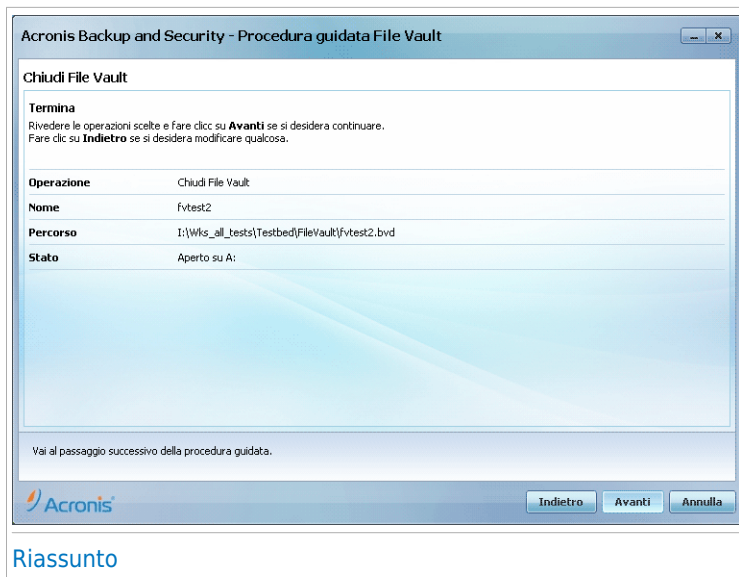 Acronis Backup and Security - Procedura guidata File Vault
Chiudi File Vault
Termina
Rivedere le operazioni scelte e fare clicc su Avanti se si desidera continuare.
Fare clic su Indietro se si desidera modificare qualcosa.
Operazione Chiudi File Vault
Nome fvtest2
Percorso I:\Wks_all_tests\Testbed\FileVault\fvtest2.bvd
Stato Aperto su A:
Vai al passaggio successivo della procedura guidata.
Acronis
Indietro Avanti Annulla
Riassunto